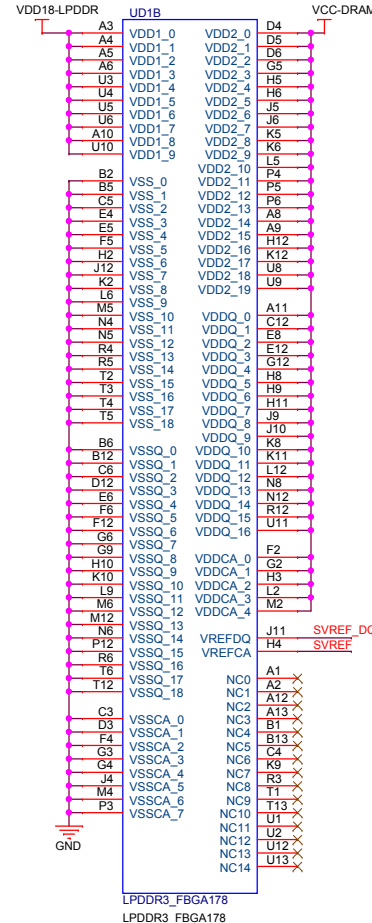 VDD18-LPDDR
UD1B
VCC-DRAM
A3 VDD1_0
A4 VDD1_1
A5 VDD1_2
A6 VDD1_3
U3 VDD1_4
U4 VDD1_5
U5 VDD1_6
U6 VDD1_7
A10 VDD1_8
U10 VDD1_9
B2 VSS_0
B5 VSS_1
C5 VSS_2
E4 VSS_3
E5 VSS_4
F5 VSS_5
H2 VSS_6
J12 VSS_7
K2 VSS_8
L6 VSS_9
M5 VSS_10
N4 VSS_11
N5 VSS_12
R4 VSS_13
R5 VSS_14
T2 VSS_15
T3 VSS_16
T4 VSS_17
T5 VSS_18
B6 VSSQ_0
B12 VSSQ_1
C6 VSSQ_2
D12 VSSQ_3
E6 VSSQ_4
F6 VSSQ_5
F12 VSSQ_6
G6 VSSQ_7
G9 VSSQ_8
H10 VSSQ_9
K10 VSSQ_10
L9 VSSQ_11
M6 VSSQ_12
M12 VSSQ_13
N6 VSSQ_14
P12 VSSQ_15
R6 VSSQ_16
T6 VSSQ_17
T12 VSSQ_18
C3 VSSCA_0
D3 VSSCA_1
F4 VSSCA_2
G3 VSSCA_3
G4 VSSCA_4
J4 VSSCA_5
M4 VSSCA_6
P3 VSSCA_7
GND
VDD2_0 D4
VDD2_1 D5
VDD2_2 D6
VDD2_3 G5
VDD2_4 H5
VDD2_5 H6
VDD2_6 J5
VDD2_7 J6
VDD2_8 K5
VDD2_9 K6
VDD2_10 L5
VDD2_11 P4
VDD2_12 P5
VDD2_13 P6
VDD2_14 A8
VDD2_15 A9
VDD2_16 H12
VDD2_17 K12
VDD2_18 U8
VDD2_19 U9
VDDQ_0 A11
VDDQ_1 C12
VDDQ_2 E8
VDDQ_3 E12
VDDQ_4 G12
VDDQ_5 H8
VDDQ_6 H9
VDDQ_7 H11
VDDQ_8 J9
VDDQ_9 J10
VDDQ_10 K8
VDDQ_11 K11
VDDQ_12 L12
VDDQ_13 N8
VDDQ_14 N12
VDDQ_15 R12
VDDQ_16 U11
VDDCA_0 F2
VDDCA_1 G2
VDDCA_2 H3
VDDCA_3 L2
VDDCA_4 M2
VREFDQ J11 SVREF_DQ
VREFCA H4 SVREF
NC0 A1
NC1 A2
NC2 A12
NC3 A13
NC4 B1
NC5 B13
NC6 C4
NC7 K9
NC8 R3
NC9 T1
NC10 T13
NC11 U1
NC12 U2
NC13 U12
NC14 U13
LPDDR3_FBGA178
LPDDR3_FBGA178